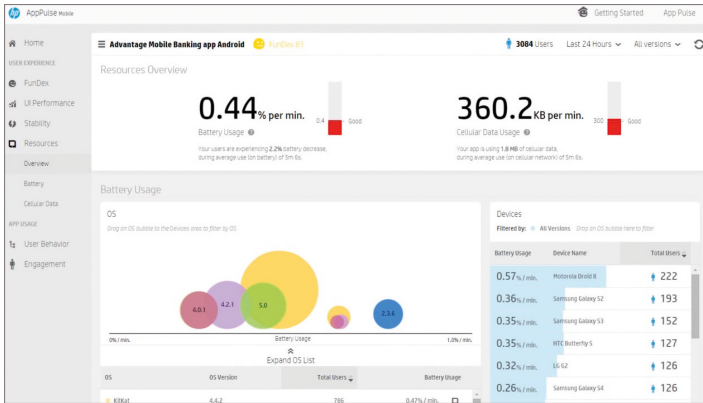 hp AppPulse Mobile
Getting Started App Pulse
Home
USER EXPERIENCE
FunDex
UI Performance
Stability
Resources
Overview
Battery
Cellular Data
APP USAGE
User Behavior
Engagement
Advantage Mobile Banking app Android FunDex 83 3084 Users Last 24 Hours All versions
Resources Overview
0.44% per min.
0.4 Good
Battery Usage
Your users are experiencing 2.2% battery decrease,
during average use (on battery) of 5m 6s.
360.2 KB per min.
300 Good
Cellular Data Usage
Your app is using 1.8 MB of cellular data,
during average use (on cellular network) of 5m 6s.
Battery Usage
OS
Drag an OS bubble to the Devices area to filter by OS
4.0.1 4.2.1 5.0 2.3.6
0% / min. Battery Usage 1.0% / min.
Expand OS List
OS OS Version Total Users Battery Usage
KitKat 4.4.2 786 0.47% / min.
Devices
Filtered by: All Versions Drop an OS bubble here to filter
Battery Usage Device Name Total Users
0.57% / min. Motorola Droid 8 222
0.36% / min. Samsung Galaxy S2 193
0.35% / min. Samsung Galaxy S3 152
0.35% / min. HTC Butterfly S 127
0.32% / min. LG G2 126
0.26% / min. Samsung Galaxy S4 126